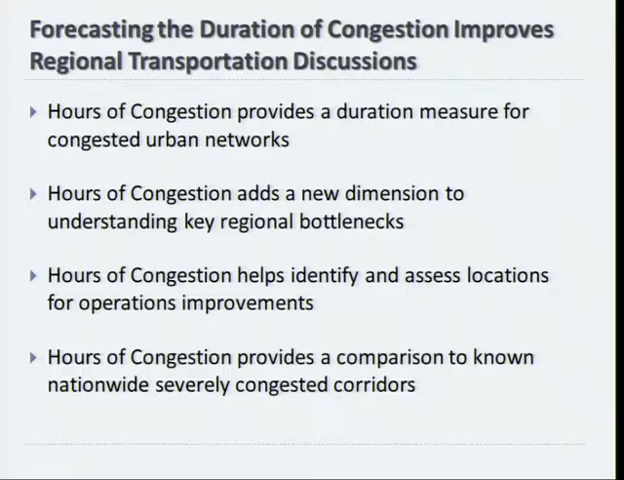 Forecasting the Duration of Congestion Improves
Regional Transportation Discussions
Hours of Congestion provides a duration measure for
congested urban networks
Hours of Congestion adds a new dimension to
understanding key regional bottlenecks
Hours of Congestion helps identify and assess locations
for operations improvements
Hours of Congestion provides a comparison to known
nationwide severely congested corridors